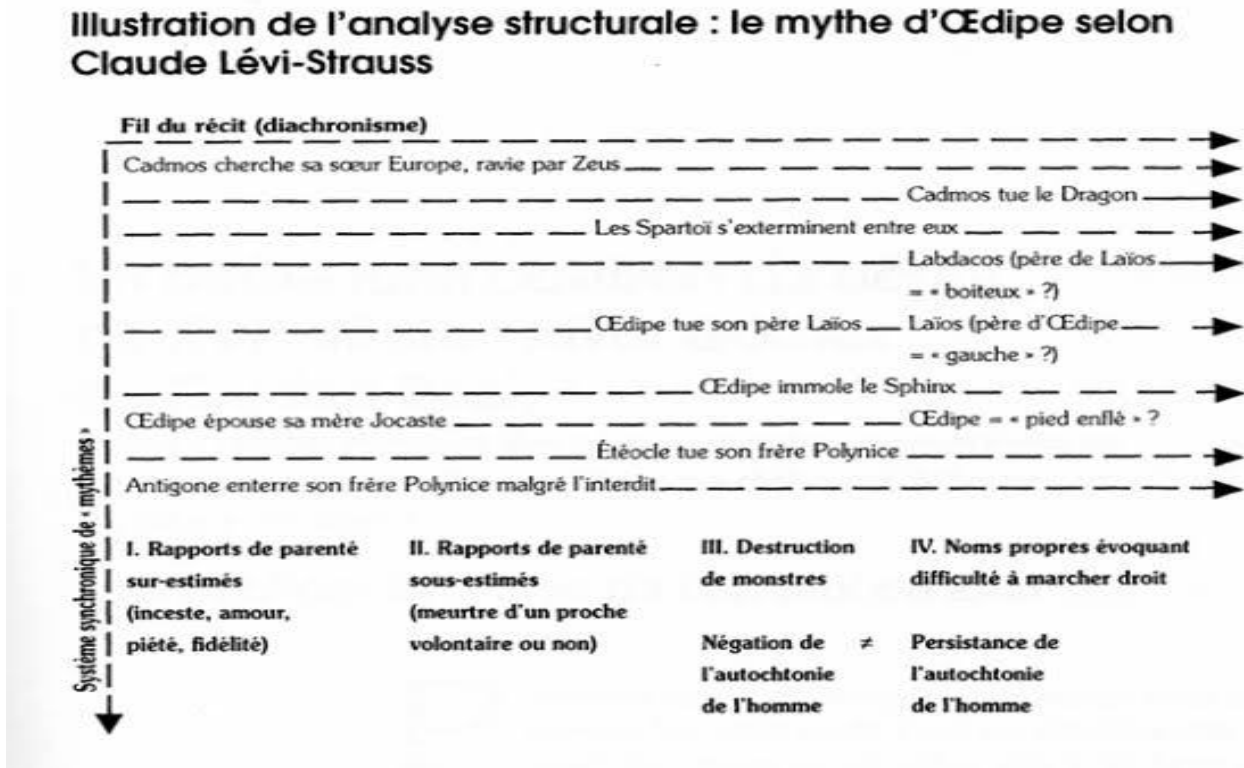 Illustration de l'analyse structurale : le mythe d'Œdipe selon
Claude Lévi-Strauss
Fil du récit (diachronisme)
Cadmos cherche sa sœur Europe, ravie par Zeus
Cadmos tue le Dragon
Les Spartoï s'exterminent entre eux
Labdacos (père de Laïos
= « boiteux » ?)
Œdipe tue son père Laïos Laïos (père d'Œdipe
= « gauche » ?)
Œdipe immole le Sphinx
Œdipe épouse sa mère Jocaste Œdipe = « pied enflé » ?
Étéocle tue son frère Polynice
Antigone enterre son frère Polynice malgré l'interdit
Système synchronique de « mythèmes »
I. Rapports de parenté
sur-estimés
(inceste, amour,
piété, fidélité)
II. Rapports de parenté
sous-estimés
(meurtre d'un proche
volontaire ou non)
III. Destruction
de monstres
Négation de ≠
l'autochtonie
de l'homme
IV. Noms propres évoquant
difficulté à marcher droit
Persistance de
l'autochtonie
de l'homme